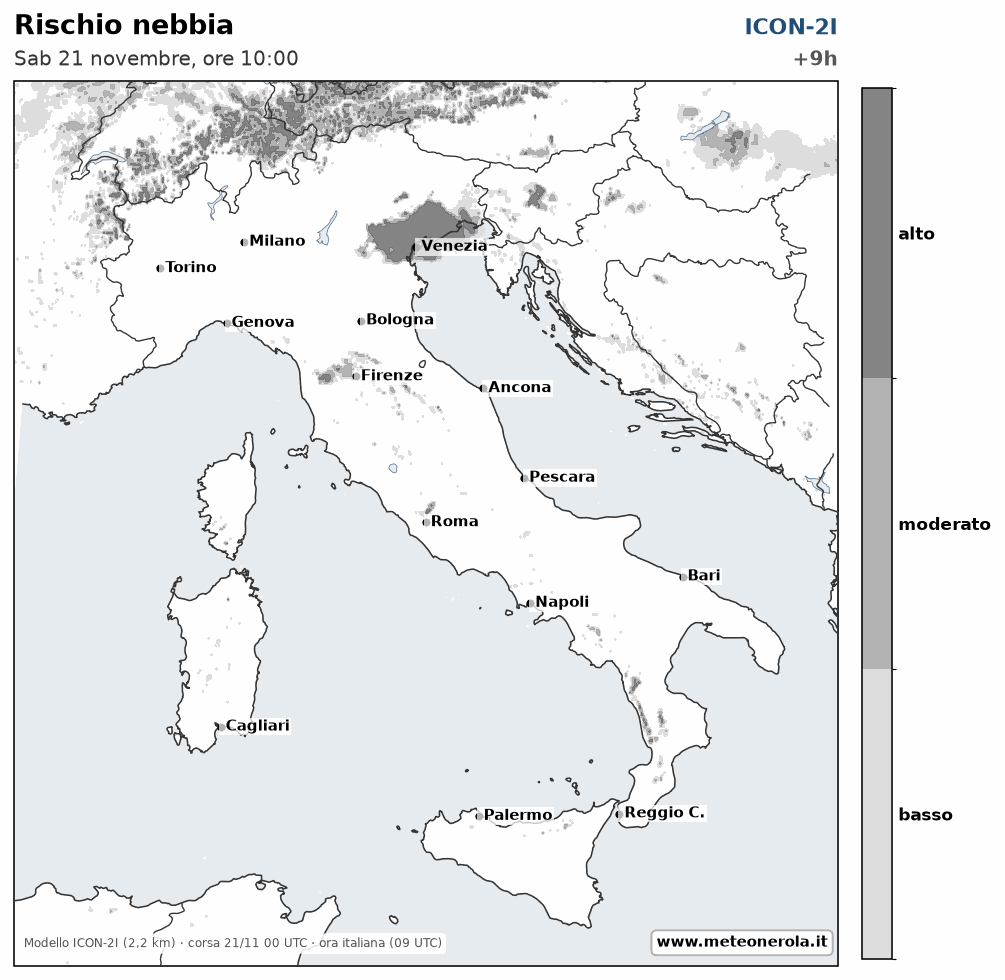 Rischio nebbia
ICON-2I
Sab 21 novembre, ore 10:00
+9h
alto
Venezia
Milano
Torino
Bologna
Genova
Firenze
Ancona
Pescara
Roma
moderato
Bari
Napoli
Cagliari
Reggio C.
Palermo
basso
Modello ICON-2I (2,2 km) · corsa 21/11 00 UTC · ora italiana (09 UTC)
www.meteonerola.it